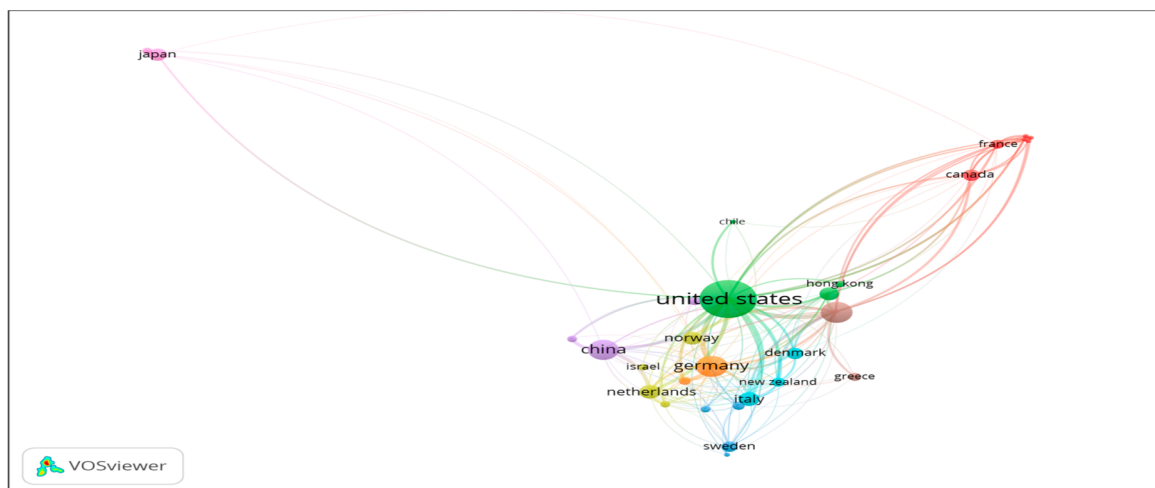 japan
france
canada
chile
hong kong
united states
norway
china
denmark
israel
germany
greece
new zealand
netherlands
italy
sweden
VOSviewer